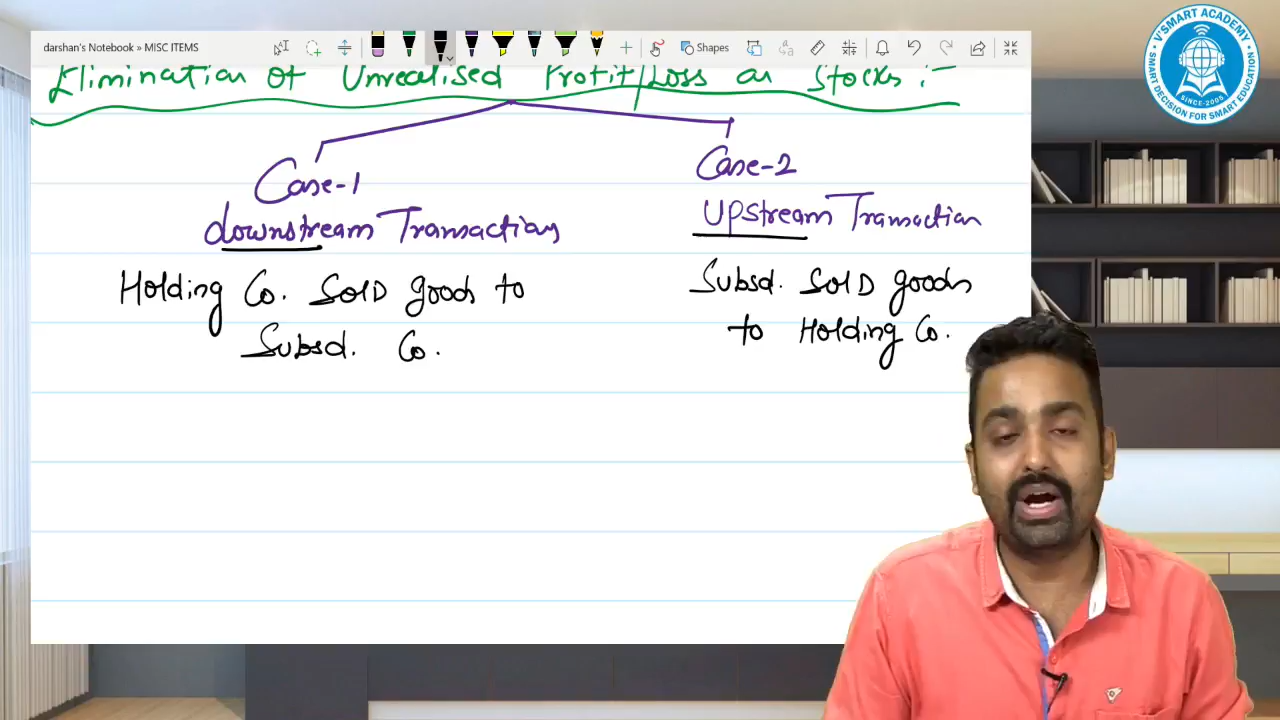 darshan's Notebook » MISC ITEMS
Shapes
V'SMART ACADEMY
SMART DECISION FOR SMART EDUCATION
SINCE-2005
Elimination of Unrealised Profit/Loss on Stocks :-
Case-1
downstream Transactions
Holding Co. Sold goods to
Subsd. Co.
Case-2
Upstream Transaction
Subsd. Sold goods
to Holding Co.